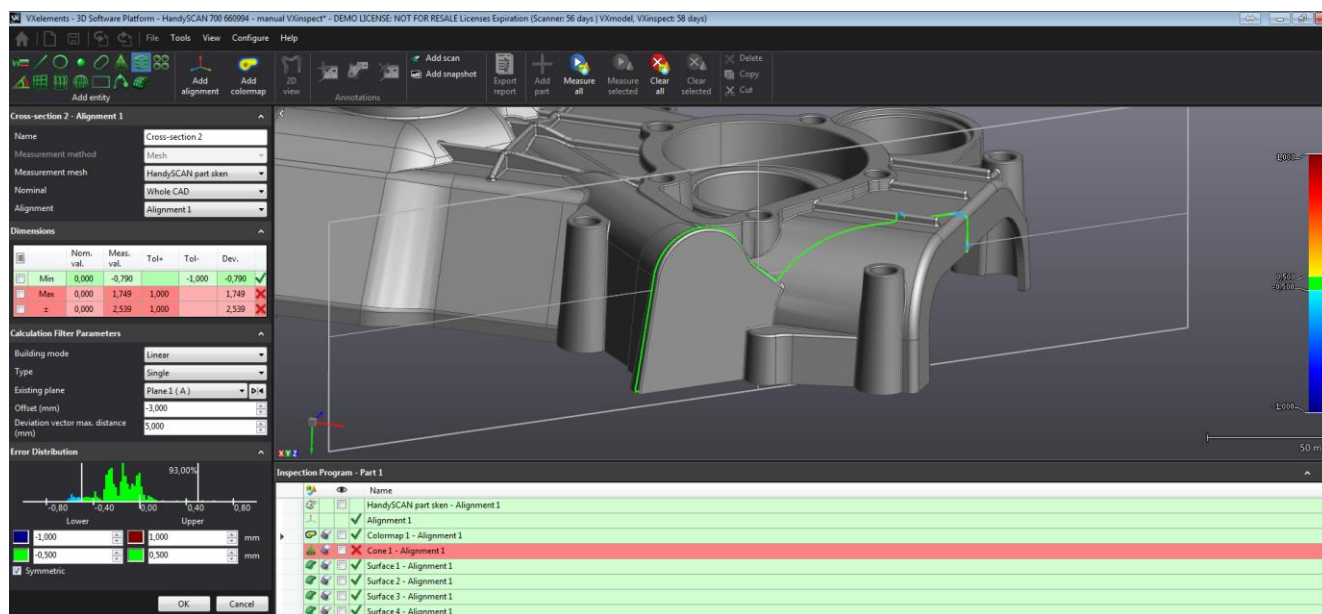 VXelements - 3D Software Platform - HandySCAN 700 660994 - manual VXinspect* - DEMO LICENSE: NOT FOR RESALE Licenses Expiration (Scanner: 56 days | VXmodel, VXinspect: 58 days)
File Tools View Configure Help
Add entity
Add alignment
Add colormap
2D view
Annotations
Add scan
Add snapshot
Export report
Add part
Measure all
Measure selected
Clear all
Clear selected
Delete
Copy
Cut
Cross-section 2 - Alignment 1
Name Cross-section 2
Measurement method Mesh
Measurement mesh HandySCAN part sken
Nominal Whole CAD
Alignment Alignment 1
Dimensions
Nom. val. Meas. val. Tol+ Tol- Dev.
Min 0,000 -0,790 -1,000 -0,790
Max 0,000 1,749 1,000 1,749
± 0,000 2,539 1,000 2,539
Calculation Filter Parameters
Building mode Linear
Type Single
Existing plane Plane 1 ( A )
Offset (mm) -3,000
Deviation vector max. distance (mm) 5,000
Error Distribution
93,00%
-0,80 -0,40 0,00 0,40 0,80
Lower Upper
-1,000 1,000 mm
-0,500 0,500 mm
Symmetric
OK Cancel
1,000
0,500
-0,500
-1,000
50 m
X Y Z
Inspection Program - Part 1
Name
HandySCAN part sken - Alignment 1
Alignment 1
Colormap 1 - Alignment 1
Cone 1 - Alignment 1
Surface 1 - Alignment 1
Surface 2 - Alignment 1
Surface 3 - Alignment 1
Surface 4 - Alignment 1